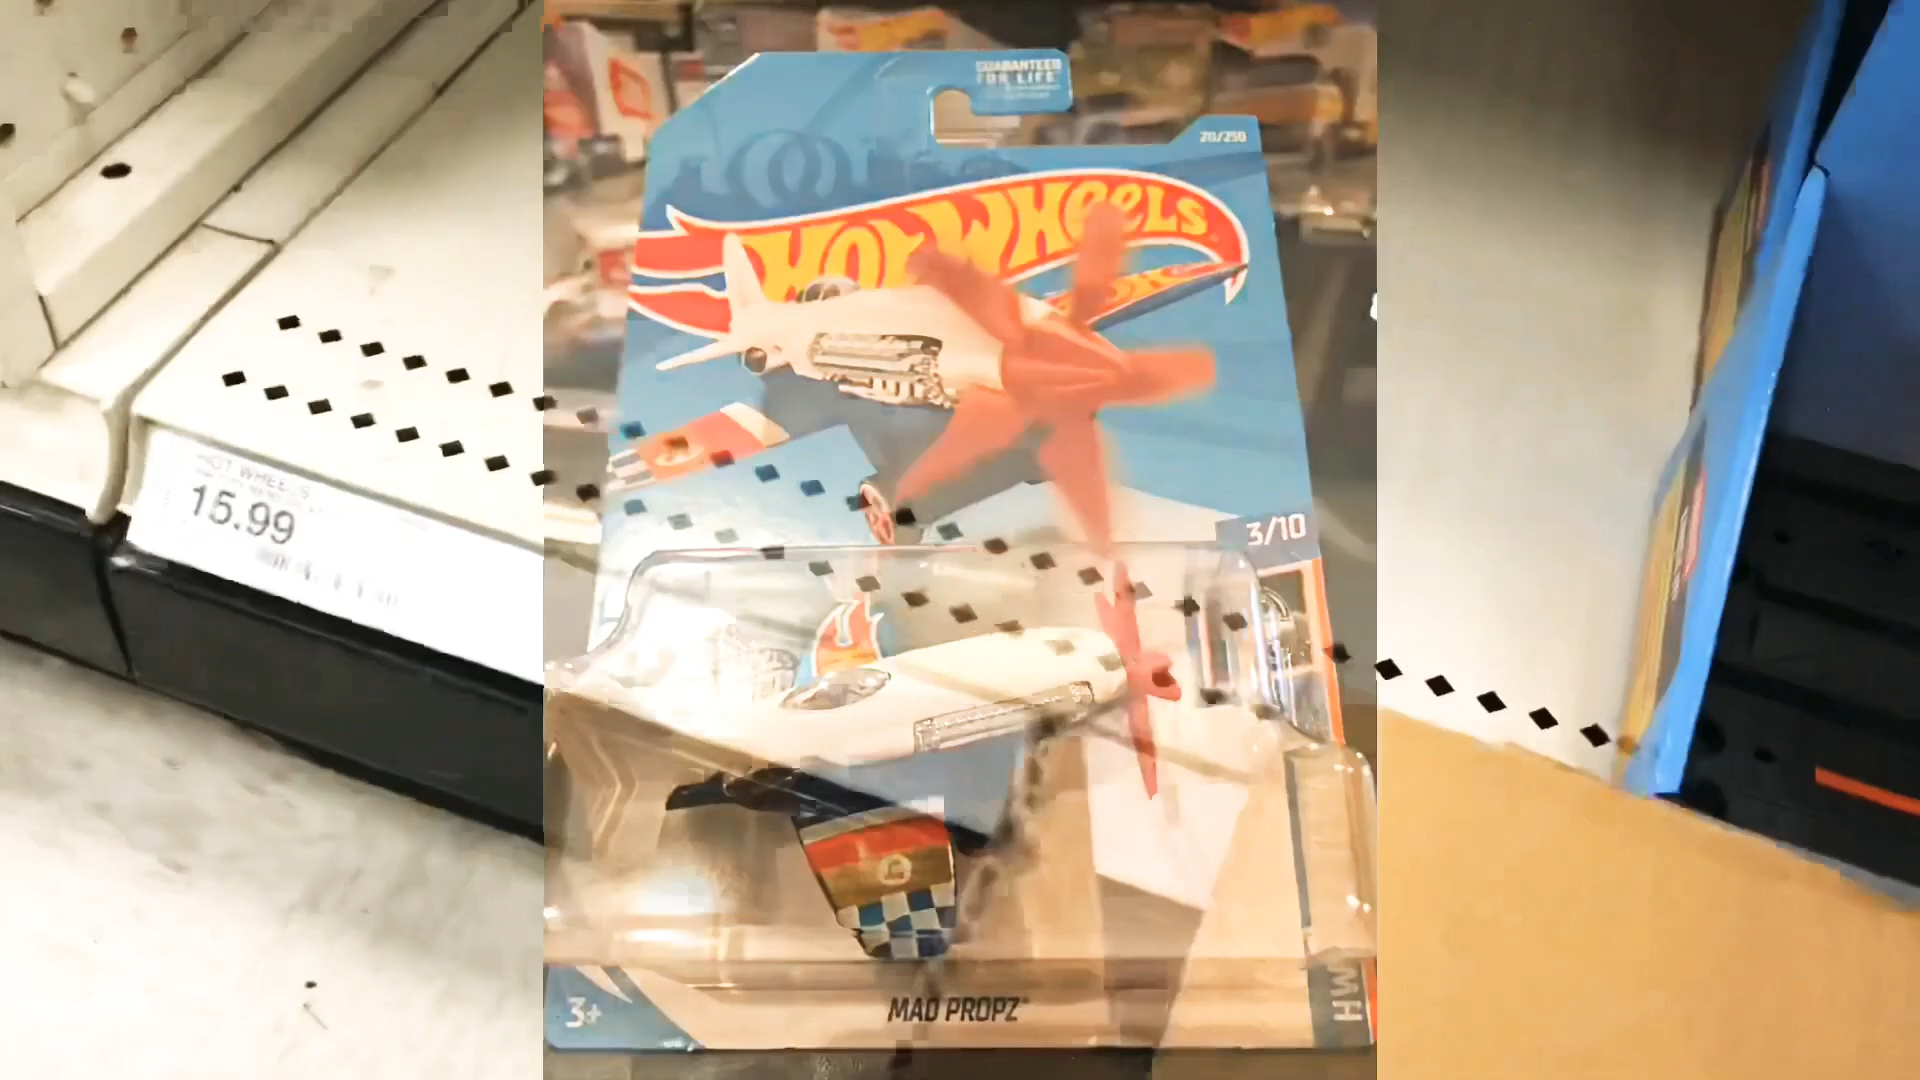 GUARANTEED
FOR LIFE
211/250
HOT WHEELS
HOT WHEELS
15.99
3/10
3+
MAD PROPZ
HW